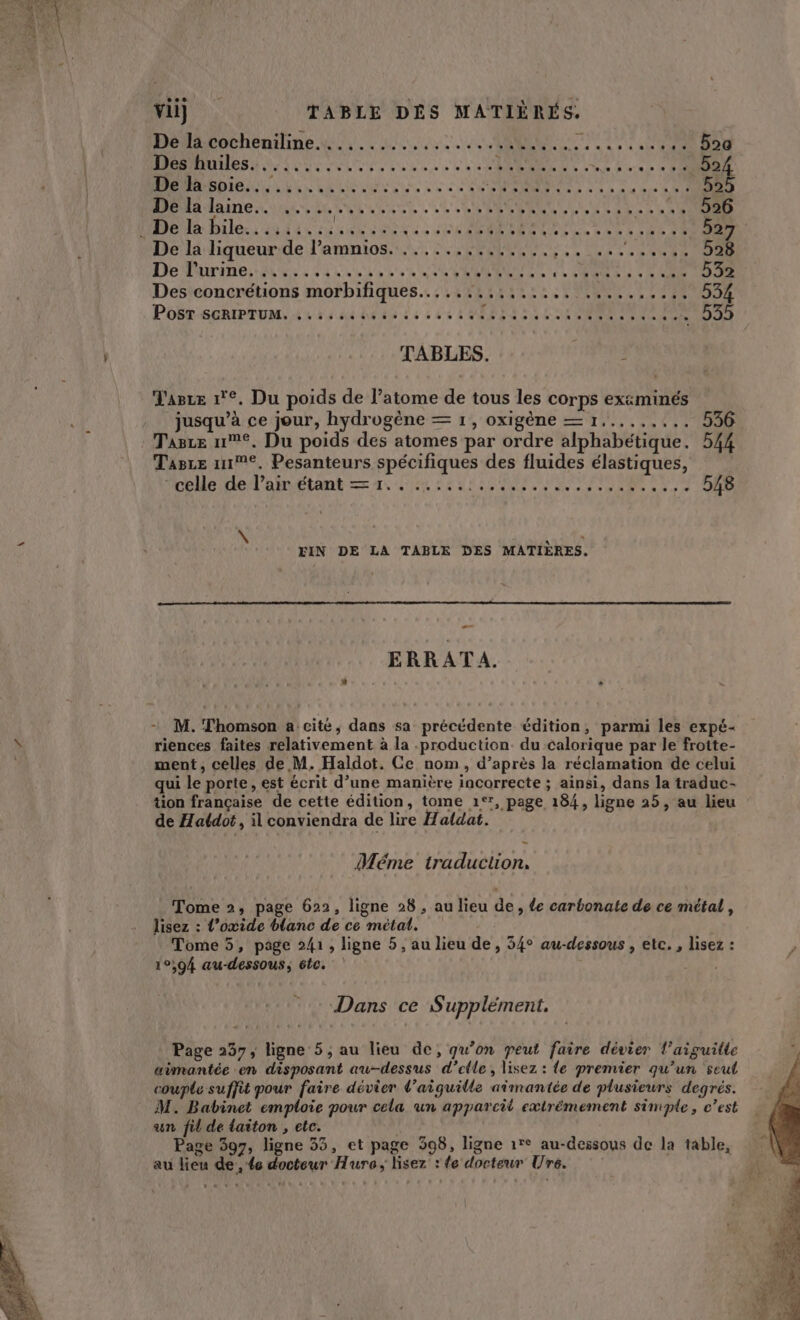 viij TABLE DES MATIÈRÉS.
De la cocheniline........................................ 520
Des huiles............................................... 524
De la soie............................................... 525
De la laine.. ........................................... 526
De la bile............................................... 527
De la liqueur de l'amnios. .............................. 528
De l'urine............................................... 532
Des concrétions morbifiques.............................. 534
POST SCRIPTUM. .......................................... 535
TABLES.
TABLE 1re. Du poids de l'atome de tous les corps examinés
jusqu'à ce jour, hydrogène = 1, oxigène = 1......... 536
TABLE IIme. Du poids des atomes par ordre alphabétique. 544
TABLE IIIme. Pesanteurs spécifiques des fluides élastiques,
celle de l'air étant = 1. . ............................. 548
FIN DE LA TABLE DES MATIÈRES.
ERRATA.
M. Thomson a cité, dans sa précédente édition, parmi les expé-
riences faites relativement à la production du calorique par le frotte-
ment, celles de M. Haldot. Ce nom, d'après la réclamation de celui
qui le porte, est écrit d'une manière incorrecte ; ainsi, dans la traduc-
tion française de cette édition, tome 1er, page 184, ligne 25, au lieu
de Haldot, il conviendra de lire Haldat.
Même traduction.
Tome 2, page 622, ligne 28, au lieu de, le carbonate de ce métal,
lisez : l'oxide blanc de ce métal.
Tome 3, page 241, ligne 5, au lieu de, 34° au-dessous, etc., lisez :
1°,94 au-dessous, etc.
Dans ce Supplément.
Page 237, ligne 5, au lieu de, qu'on peut faire dévier l'aiguille
aimantée en disposant au-dessus d'elle, lisez : le premier qu'un seul
couple suffit pour faire dévier l'aiguille aimantée de plusieurs degrés.
M. Babinet emploie pour cela un appareil extrêmement simple, c'est
un fil de laiton, etc.
Page 397, ligne 33, et page 398, ligne 1re au-dessous de la table,
au lieu de, le docteur Hure, lisez : le docteur Ure.